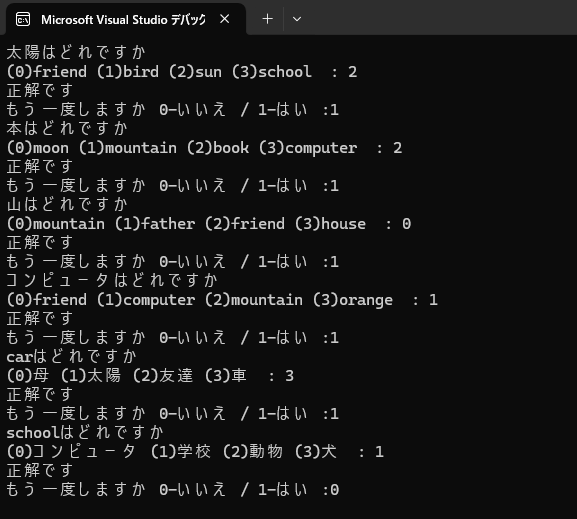 Microsoft Visual Studio デバック
太陽はどれですか
(0)friend (1)bird (2)sun (3)school  : 2
正解です
もう一度しますか 0-いいえ / 1-はい :1
本はどれですか
(0)moon (1)mountain (2)book (3)computer  : 2
正解です
もう一度しますか 0-いいえ / 1-はい :1
山はどれですか
(0)mountain (1)father (2)friend (3)house  : 0
正解です
もう一度しますか 0-いいえ / 1-はい :1
コンピュータはどれですか
(0)friend (1)computer (2)mountain (3)orange  : 1
正解です
もう一度しますか 0-いいえ / 1-はい :1
carはどれですか
(0)母 (1)太陽 (2)友達 (3)車  : 3
正解です
もう一度しますか 0-いいえ / 1-はい :1
schoolはどれですか
(0)コンピュータ (1)学校 (2)動物 (3)犬  : 1
正解です
もう一度しますか 0-いいえ / 1-はい :0